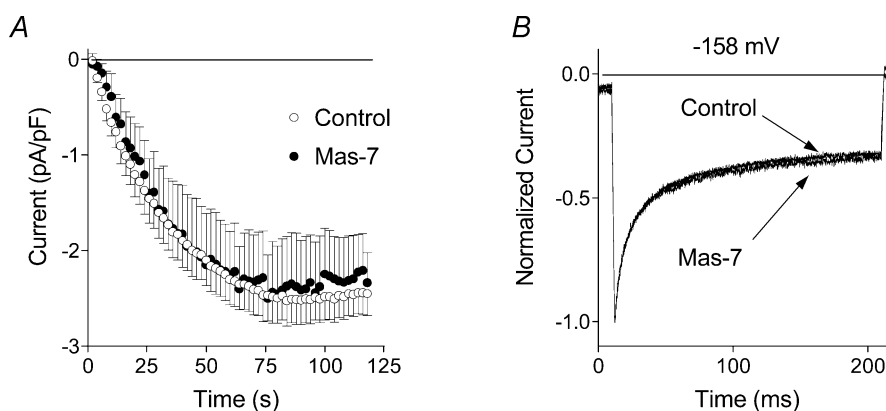 A
0
-1
-2
-3
Current (pA/pF)
0 25 50 75 100 125
Time (s)
Control
Mas-7
B
-158 mV
0.0
-0.5
-1.0
Normalized Current
Control
Mas-7
0 100 200
Time (ms)